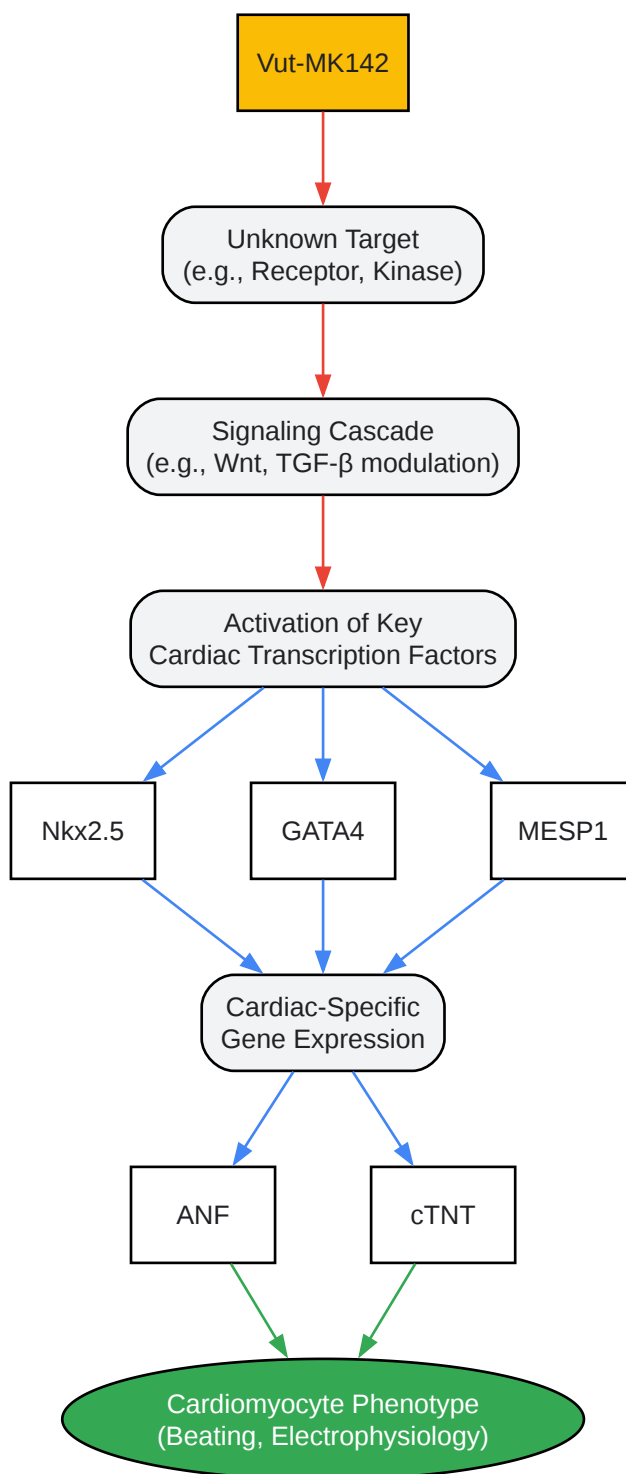 Vut-MK142
Unknown Target
(e.g., Receptor, Kinase)
Signaling Cascade
(e.g., Wnt, TGF-β modulation)
Activation of Key
Cardiac Transcription Factors
Nkx2.5
GATA4
MESP1
Cardiac-Specific
Gene Expression
ANF
cTNT
Cardiomyocyte Phenotype
(Beating, Electrophysiology)